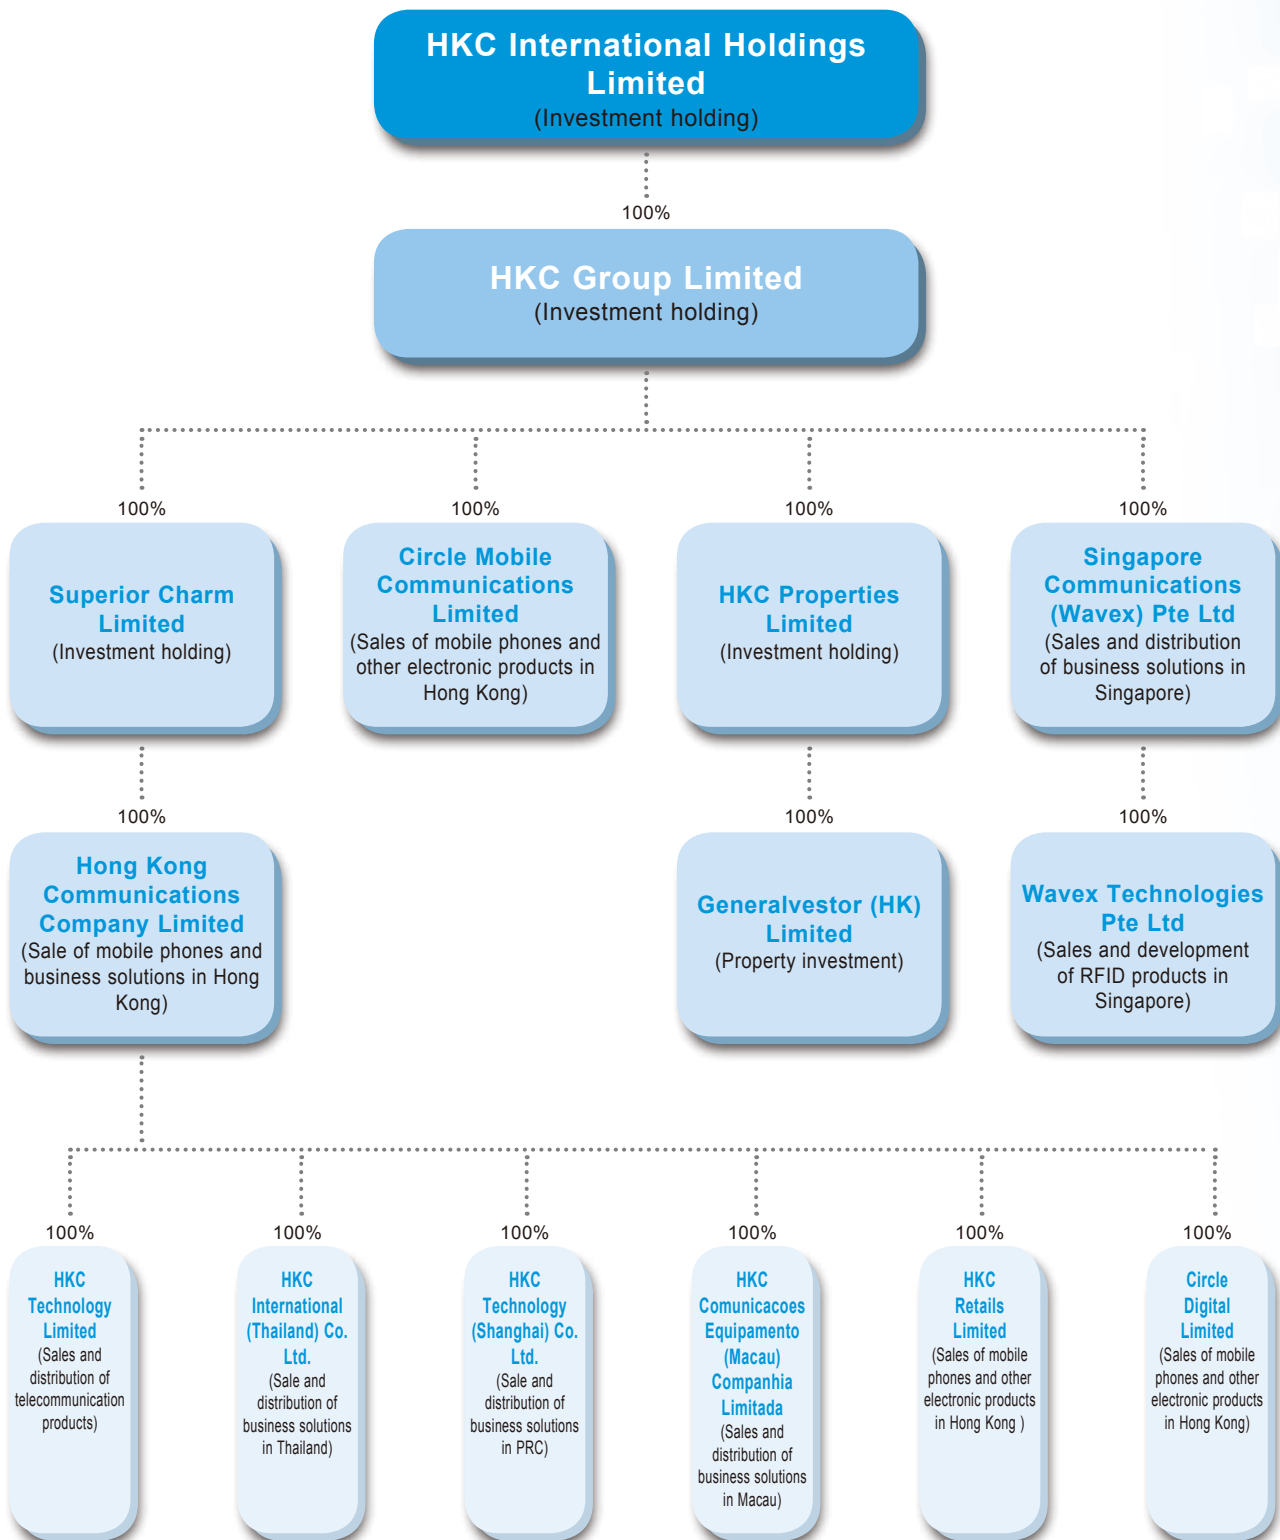 HKC International Holdings
Limited
(Investment holding)
100%
HKC Group Limited
(Investment holding)
100%
100%
100%
100%
Superior Charm
Limited
(Investment holding)
Circle Mobile
Communications
Limited
(Sales of mobile phones and
other electronic products in
Hong Kong)
HKC Properties
Limited
(Investment holding)
Singapore
Communications
(Wavex) Pte Ltd
(Sales and distribution
of business solutions in
Singapore)
100%
100%
100%
Hong Kong
Communications
Company Limited
(Sale of mobile phones and
business solutions in Hong
Kong)
Generalvestor (HK)
Limited
(Property investment)
Wavex Technologies
Pte Ltd
(Sales and development
of RFID products in
Singapore)
100%
100%
100%
100%
100%
100%
HKC
Technology
Limited
(Sales and
distribution of
telecommunication
products)
HKC
International
(Thailand) Co.
Ltd.
(Sale and
distribution of
business solutions
in Thailand)
HKC
Technology
(Shanghai) Co.
Ltd.
(Sale and
distribution of
business solutions
in PRC)
HKC
Comunicacoes
Equipamento
(Macau)
Companhia
Limitada
(Sales and
distribution of
business solutions
in Macau)
HKC
Retails
Limited
(Sales of mobile
phones and other
electronic products
in Hong Kong )
Circle
Digital
Limited
(Sales of mobile
phones and other
electronic products
in Hong Kong)